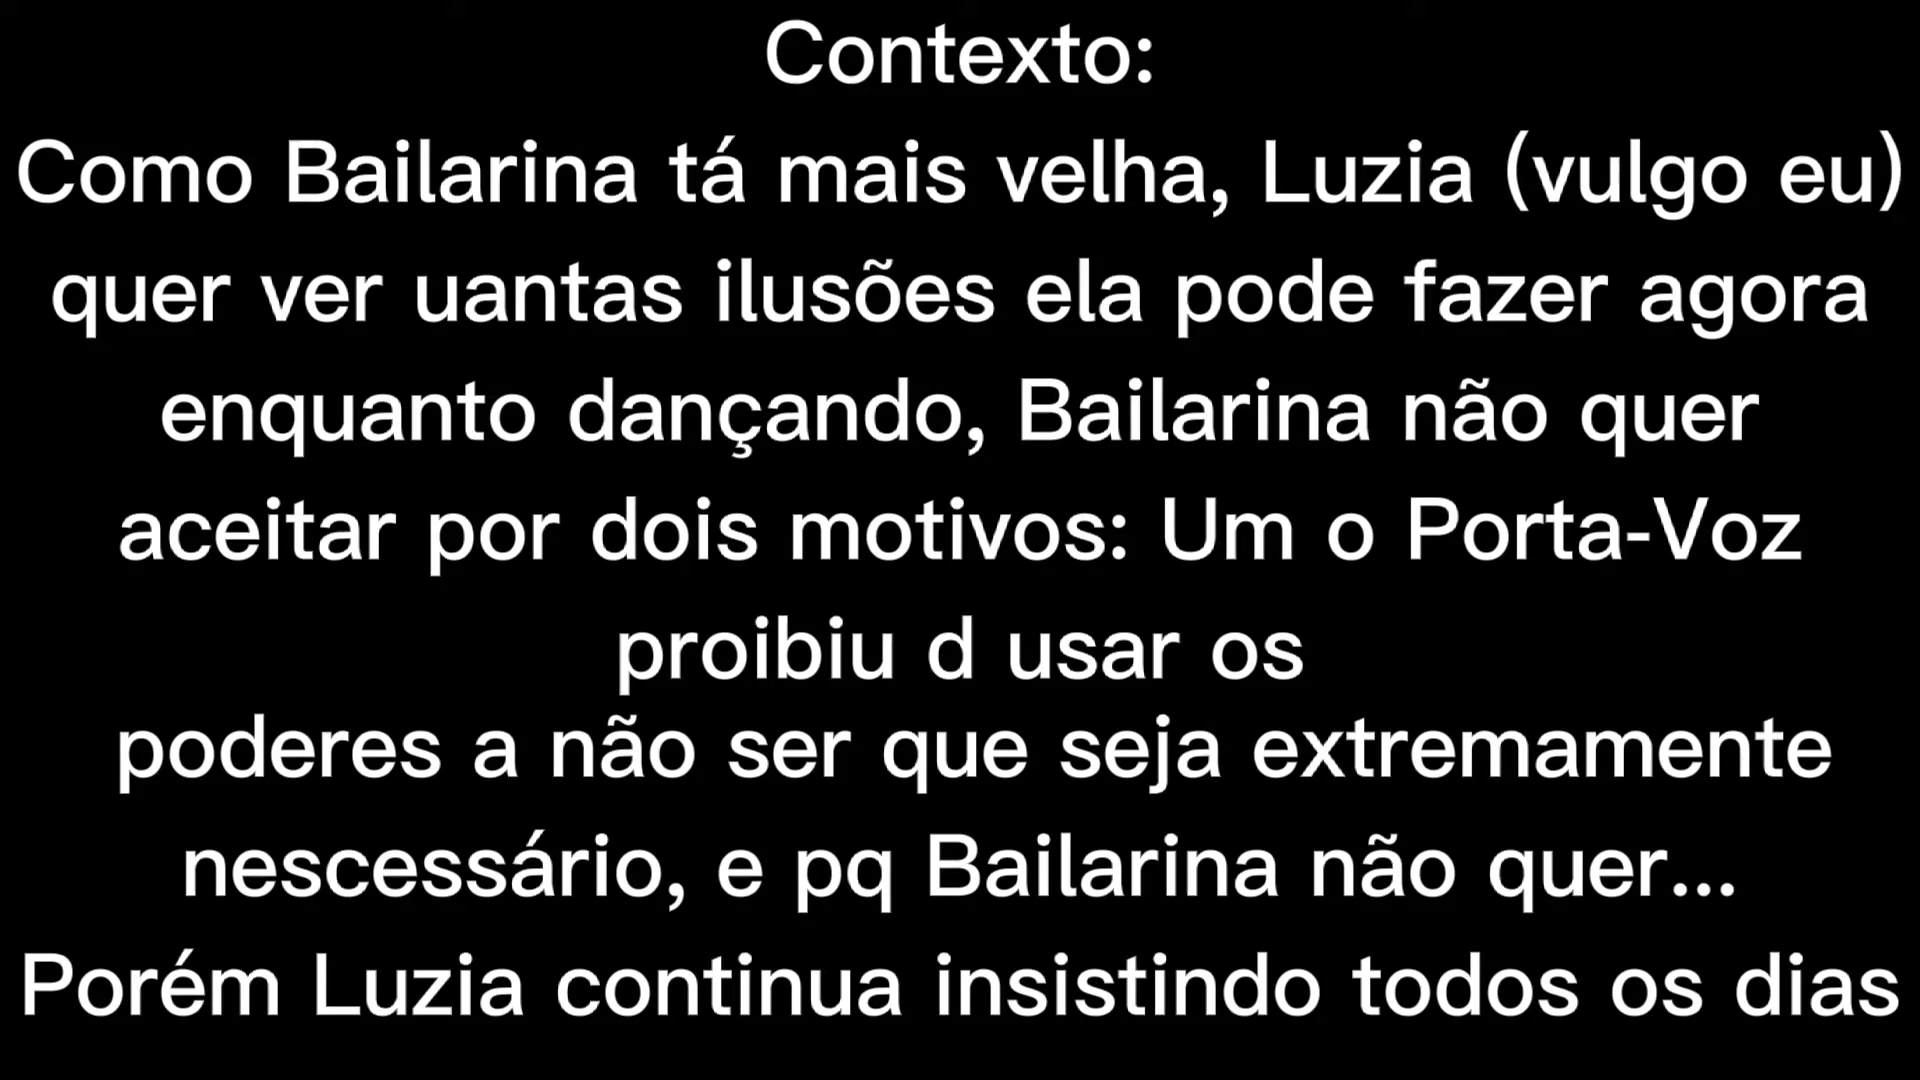 Contexto:
Como Bailarina tá mais velha, Luzia (vulgo eu)
quer ver uantas ilusões ela pode fazer agora
enquanto dançando, Bailarina não quer
aceitar por dois motivos: Um o Porta-Voz
proibiu d usar os
poderes a não ser que seja extremamente
nescessário, e pq Bailarina não quer...
Porém Luzia continua insistindo todos os dias